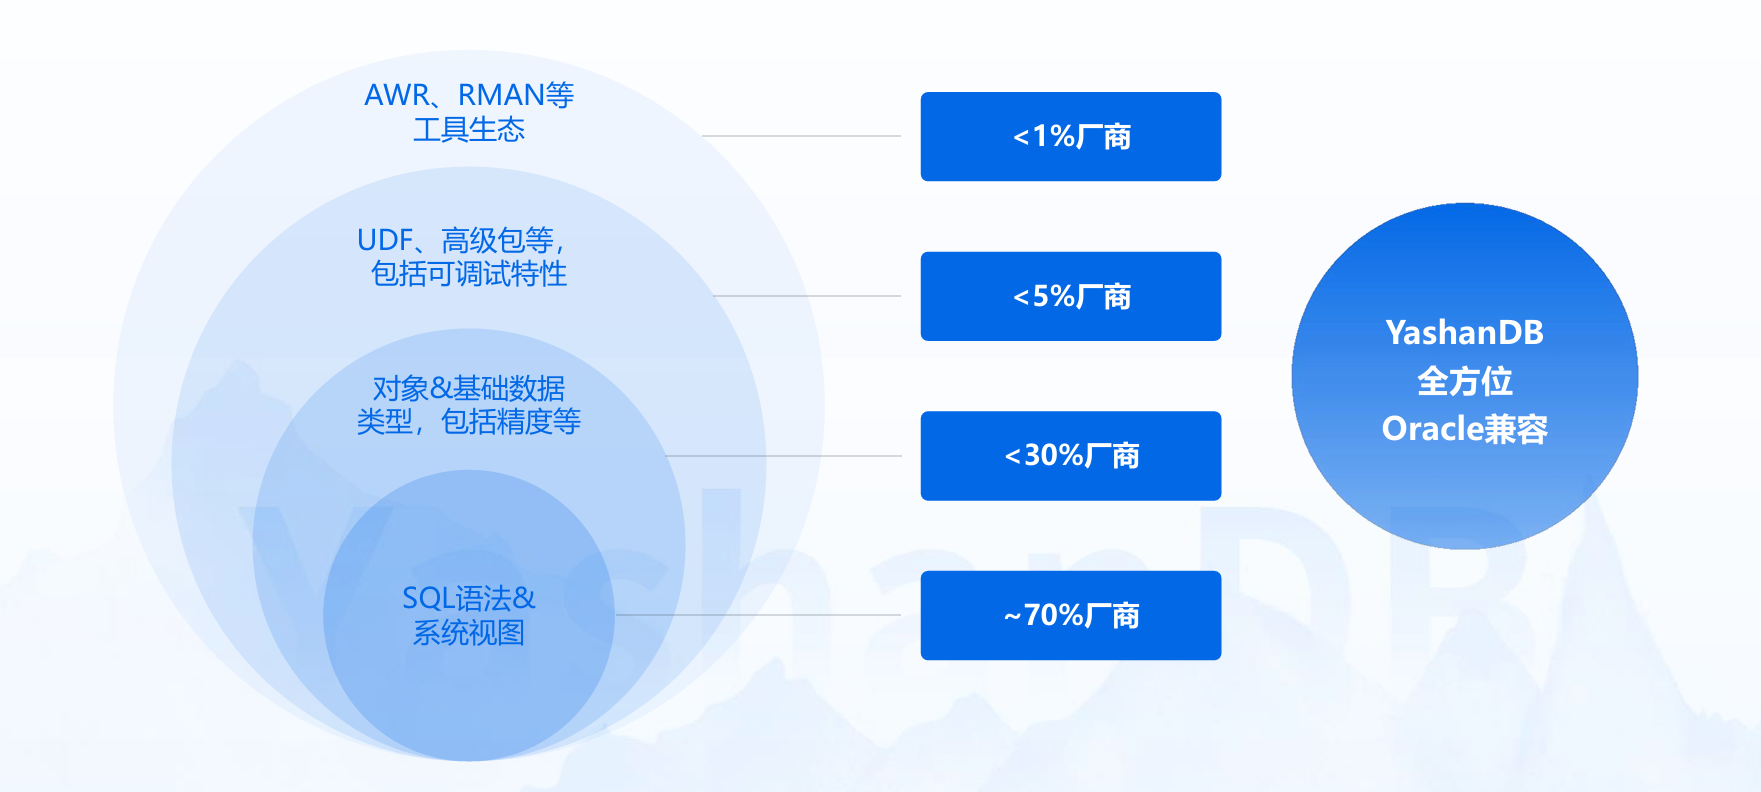 AWR、RMAN等
工具生态
<1%厂商
UDF、高级包等，
包括可调试特性
<5%厂商
对象&基础数据
类型，包括精度等
<30%厂商
SQL语法&
系统视图
~70%厂商
YashanDB
全方位
Oracle兼容
YashanDB